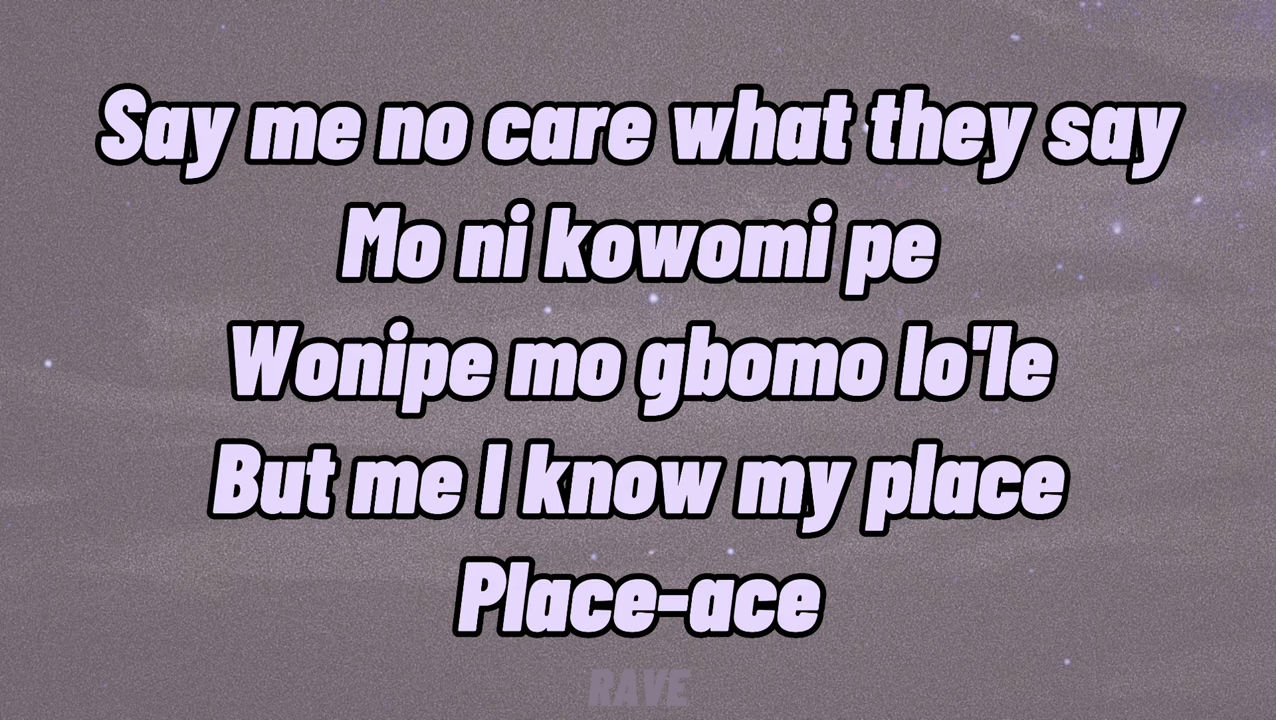 Say me no care what they say
Mo ni kowomi pe
Wonipe mo gbomo lo'le
But me I know my place
Place-ace
RAVE